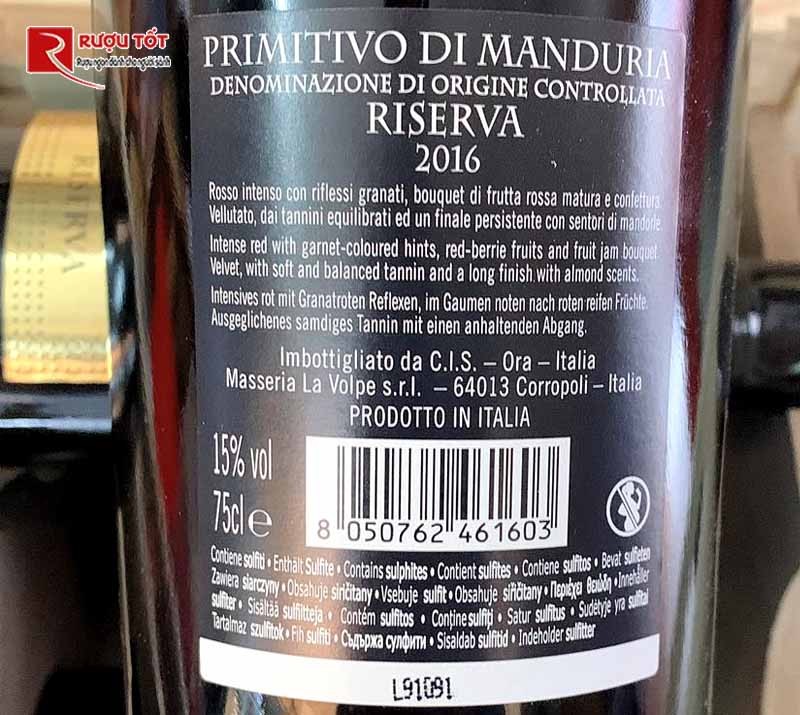 RƯỢU TỐT
Rượu ngon dành cho người sành
RISERVA
PRIMITIVO DI MANDURIA
DENOMINAZIONE DI ORIGINE CONTROLLATA
RISERVA
2016
Rosso intenso con riflessi granati, bouquet di frutta rossa matura e confettura.
Vellutato, dai tannini equilibrati ed un finale persistente con sentori di mandorle.
Intense red with garnet-coloured hints, red-berrie fruits and fruit jam bouquet.
Velvet, with soft and balanced tannin and a long finish with almond scents.
Intensives rot mit Granatroten Reflexen, im Gaumen noten nach roten reifen Früchte.
Ausgeglichenes samdiges Tannin mit einen anhaltenden Abgang.
Imbottigliato da C.I.S. – Ora – Italia
Masseria La Volpe s.r.l. – 64013 Corropoli – Italia
PRODOTTO IN ITALIA
15% vol
75cl e
8 050762 461603
Contiene solfiti • Enthält Sulfite • Contains sulphites • Contient sulfites • Contiene sulfitos • Bevat sulfieten
Zawiera siarczyny • Obsahuje siřičitany • Vsebuje sulfit • Obsahuje siričitany • Περιέχει Θειώδη • Innehåller
sulfiter • Sisältää sulfiitteja • Contém sulfitos • Conține sulfiți • Satur sulfītus • Sudėtyje yra sulfitai
Tartalmaz szulfitok • Fih sulfiti • Съдържа сулфити • Sisaldab sulfitid • Indeholder sulfitter
L91091